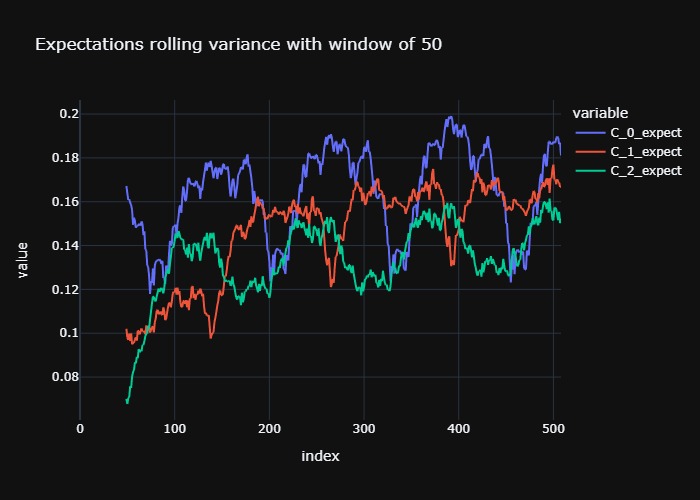 Expectations rolling variance with window of 50
variable
C_0_expect
C_1_expect
C_2_expect
0.2
0.18
0.16
0.14
0.12
0.1
0.08
value
0
100
200
300
400
500
index